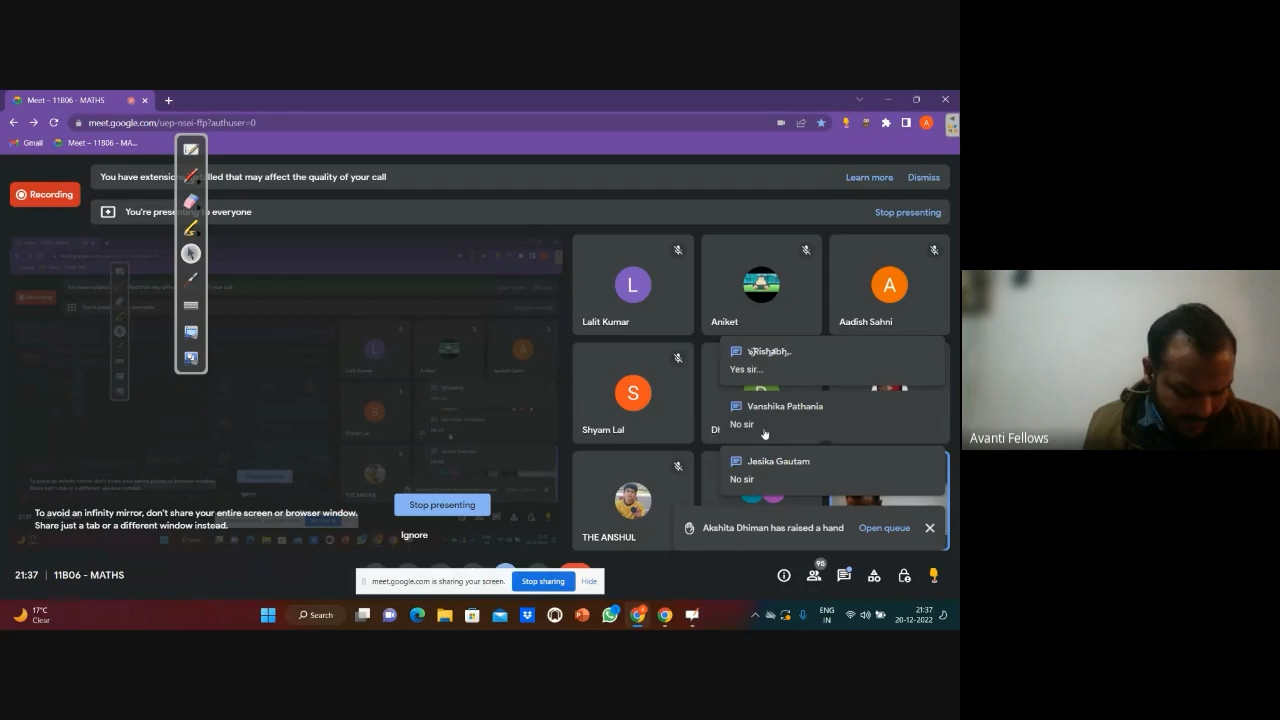 Meet – 11B06 - MATHS
meet.google.com/uep-nsei-ffp?authuser=0
Gmail
Meet – 11B06 - MA...
You have extensions installed that may affect the quality of your call
Learn more
Dismiss
Recording
You're presenting to everyone
Stop presenting
L
Lalit Kumar
Aniket
A
Aadish Sahni
S
Shyam Lal
Yes sir...
Vanshika Pathania
No sir
Jesika Gautam
No sir
THE ANSHUL
Akshita Dhiman has raised a hand
Open queue
To avoid an infinity mirror, don't share your entire screen or browser window.
Share just a tab or a different window instead.
Stop presenting
Ignore
21:37 | 11B06 - MATHS
95
meet.google.com is sharing your screen.
Stop sharing
Hide
17°C
Clear
Search
ENG
IN
21:37
20-12-2022
Avanti Fellows